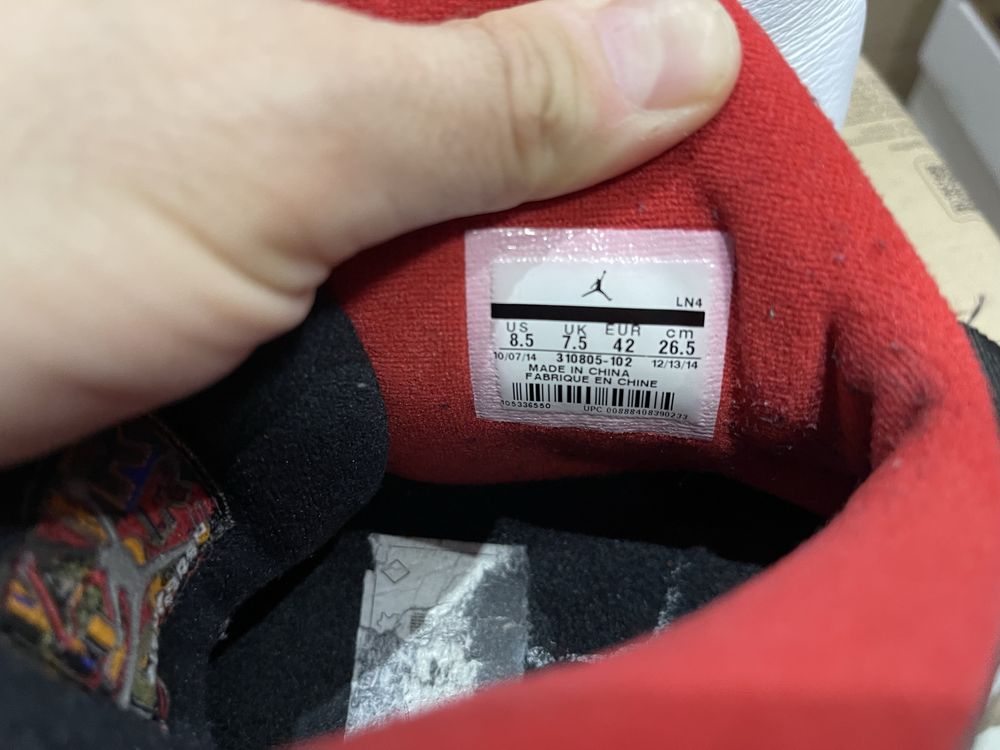 LN4
US UK EUR cm
8.5 7.5 42 26.5
10/07/14 310805-102 12/13/14
MADE IN CHINA
FABRIQUE EN CHINE
UPC 00888408390233